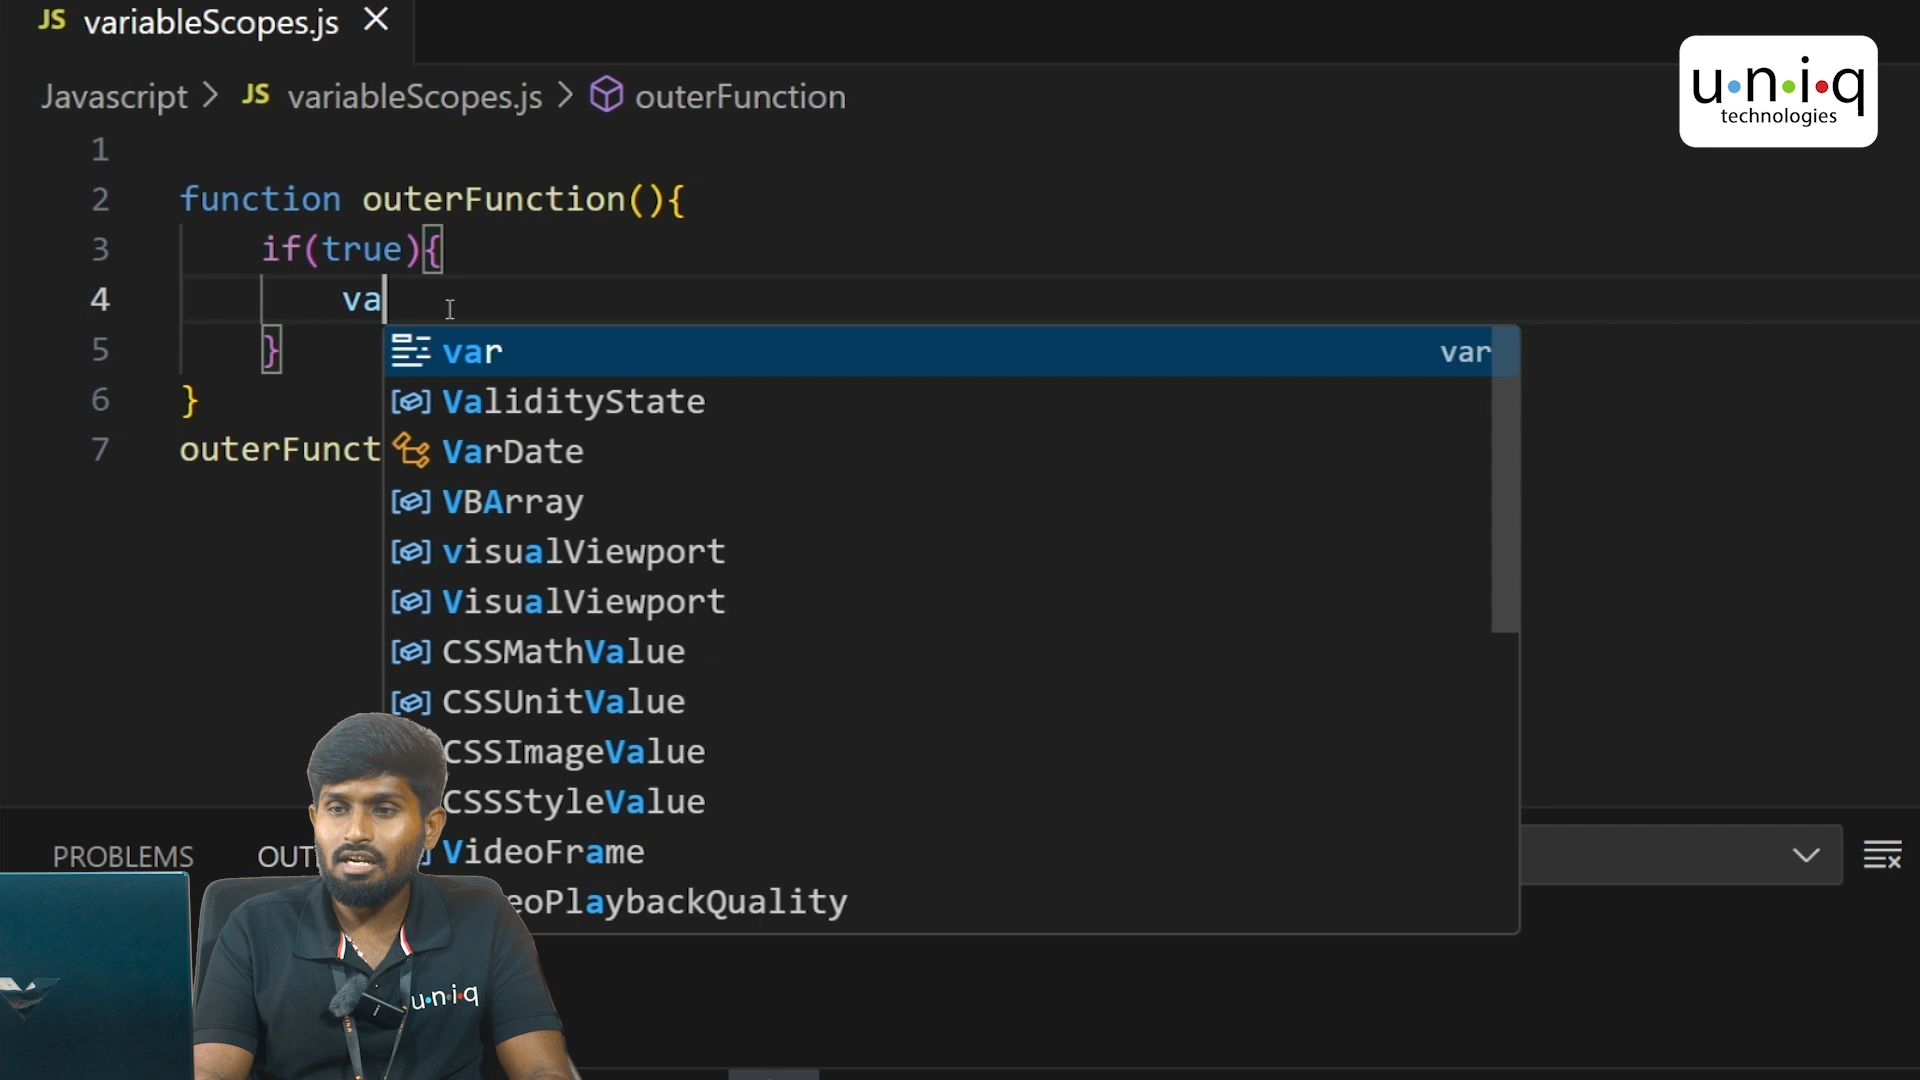 JS variableScopes.js
u·n·i·q
technologies
Javascript > JS variableScopes.js > outerFunction
1
2 function outerFunction(){
3 if(true){
4 va
5 }
6 }
7 outerFunct
var var
ValidityState
VarDate
VBArray
visualViewport
VisualViewport
CSSMathValue
CSSUnitValue
CSSImageValue
CSSStyleValue
VideoFrame
eoPlaybackQuality
PROBLEMS OUT
u·n·i·q